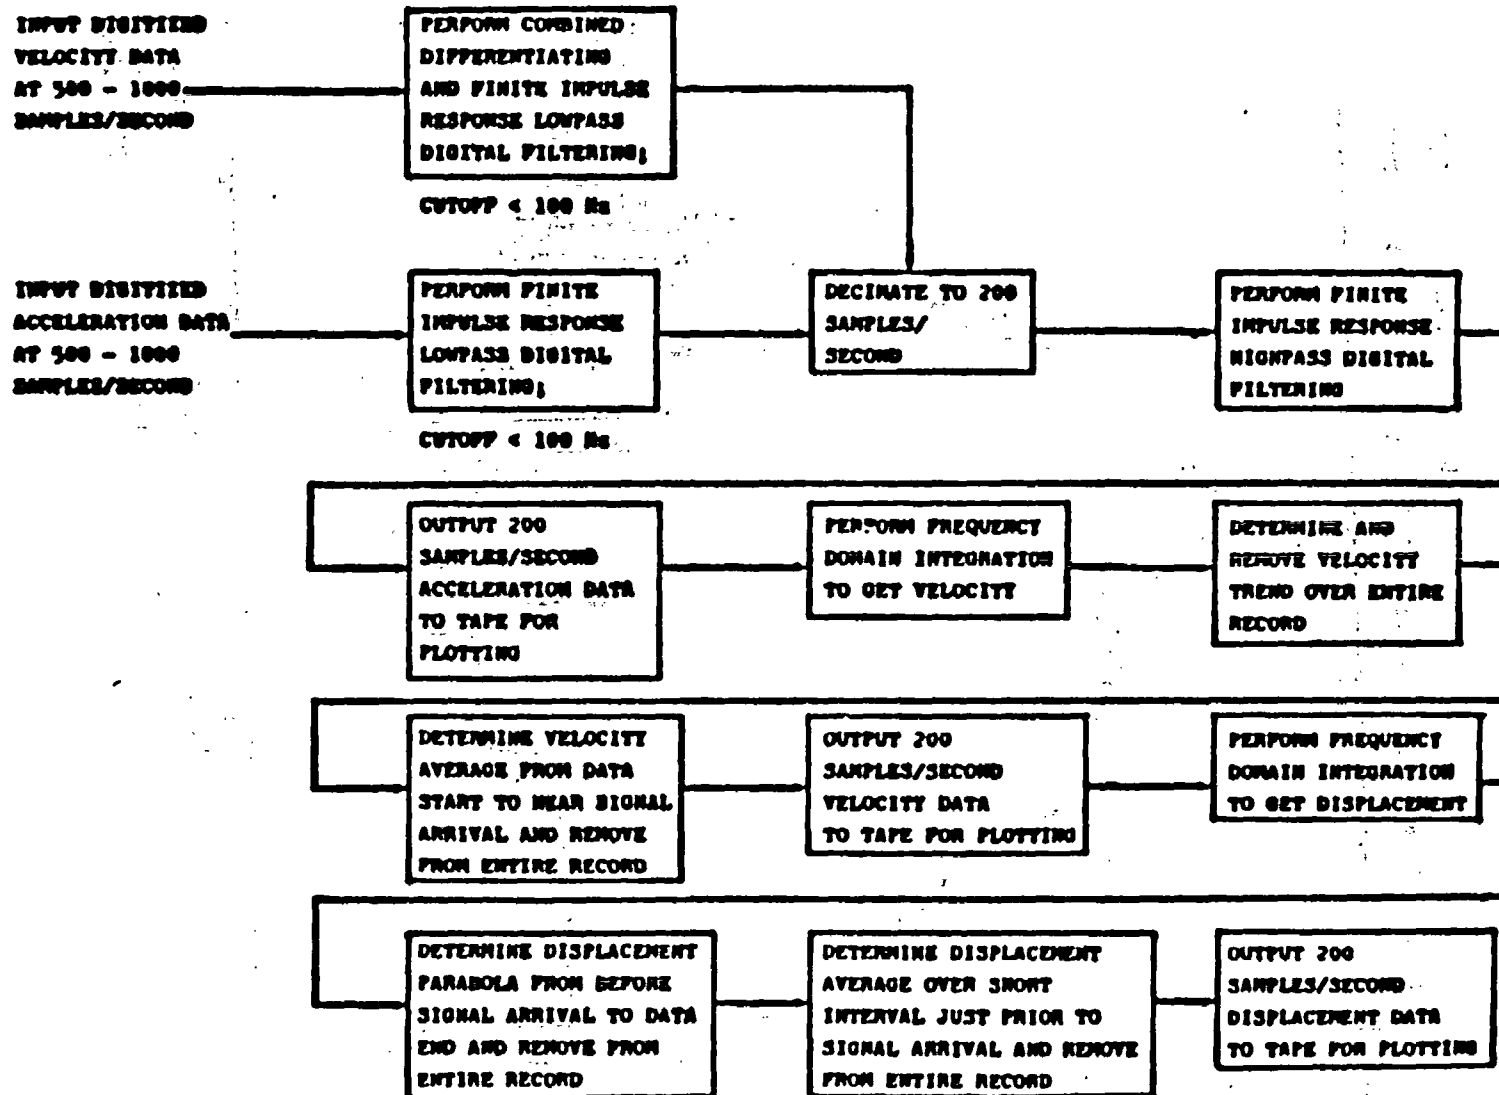 INPUT DIGITIZED
VELOCITY DATA
AT 500 - 1000
SAMPLES/SECOND
PERFORM COMBINED
DIFFERENTIATING
AND FINITE IMPULSE
RESPONSE LOWPASS
DIGITAL FILTERING;
CUTOFF < 100 Hz
INPUT DIGITIZED
ACCELERATION DATA
AT 500 - 1000
SAMPLES/SECOND
PERFORM FINITE
IMPULSE RESPONSE
LOWPASS DIGITAL
FILTERING;
CUTOFF < 100 Hz
DECIMATE TO 200
SAMPLES/
SECOND
PERFORM FINITE
IMPULSE RESPONSE
HIGHPASS DIGITAL
FILTERING
OUTPUT 200
SAMPLES/SECOND
ACCELERATION DATA
TO TAPE FOR
PLOTTING
PERFORM FREQUENCY
DOMAIN INTEGRATION
TO GET VELOCITY
DETERMINE AND
REMOVE VELOCITY
TREND OVER ENTIRE
RECORD
DETERMINE VELOCITY
AVERAGE FROM DATA
START TO NEAR SIGNAL
ARRIVAL AND REMOVE
FROM ENTIRE RECORD
OUTPUT 200
SAMPLES/SECOND
VELOCITY DATA
TO TAPE FOR PLOTTING
PERFORM FREQUENCY
DOMAIN INTEGRATION
TO GET DISPLACEMENT
DETERMINE DISPLACEMENT
PARABOLA FROM BEFORE
SIGNAL ARRIVAL TO DATA
END AND REMOVE FROM
ENTIRE RECORD
DETERMINE DISPLACEMENT
AVERAGE OVER SHORT
INTERVAL JUST PRIOR TO
SIGNAL ARRIVAL AND REMOVE
FROM ENTIRE RECORD
OUTPUT 200
SAMPLES/SECOND
DISPLACEMENT DATA
TO TAPE FOR PLOTTING